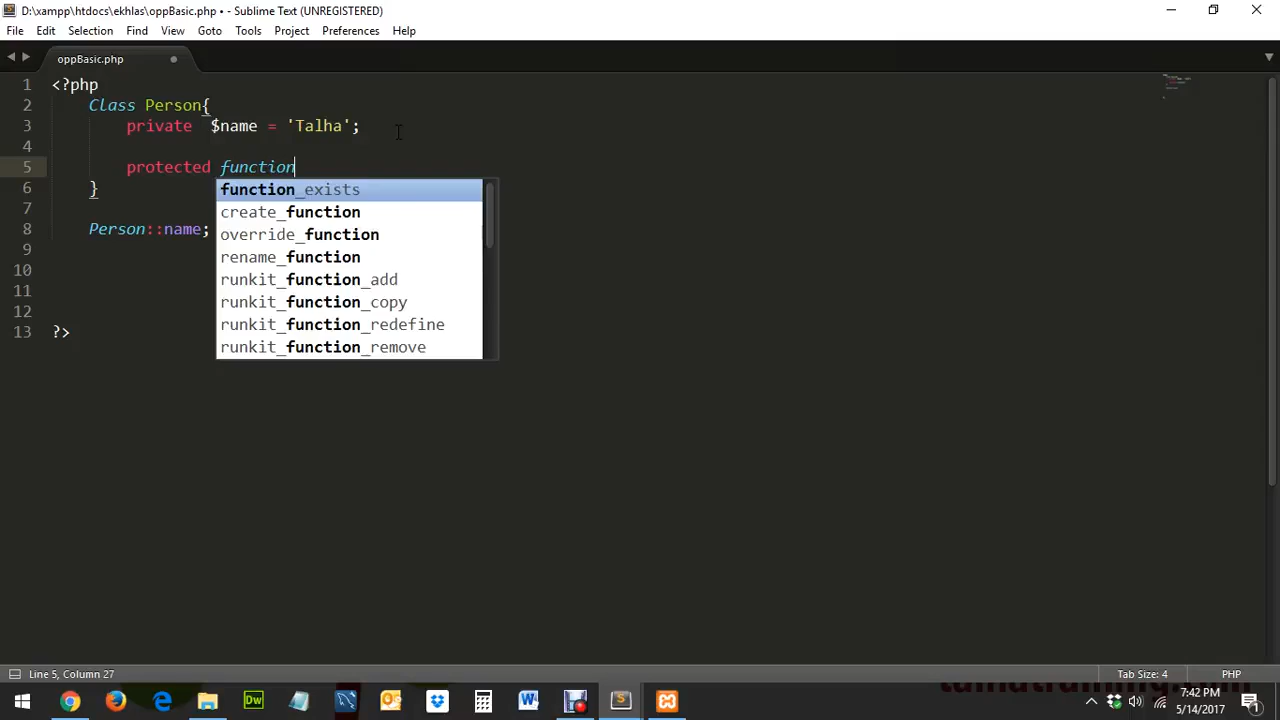 D:\xampp\htdocs\ekhlas\oppBasic.php • - Sublime Text (UNREGISTERED)
File Edit Selection Find View Goto Tools Project Preferences Help
oppBasic.php
1 <?php
2 Class Person{
3 private $name = 'Talha';
4
5 protected function
6 }
function_exists
7
create_function
8 Person::name;
override_function
9
rename_function
10
runkit_function_add
11
runkit_function_copy
12
runkit_function_redefine
13 ?>
runkit_function_remove
Line 5, Column 27
Tab Size: 4
PHP
7:42 PM
5/14/2017